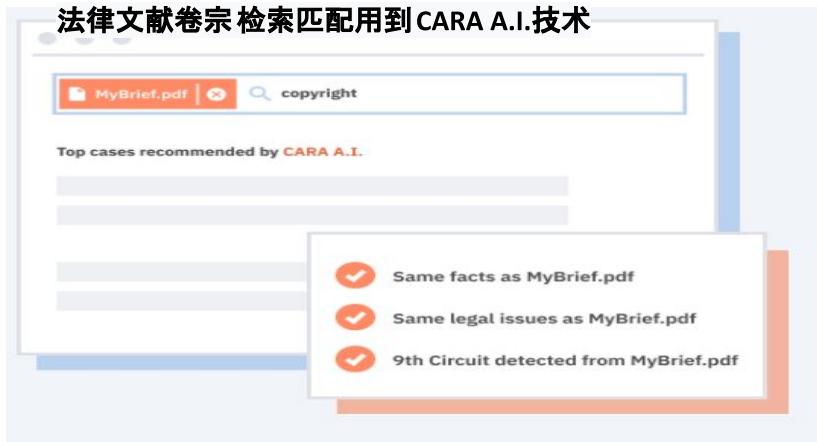 法律文献卷宗 检索匹配用到CARA A.I.技术
MyBrief.pdf copyright
Top cases recommended by CARA A.I.
Same facts as MyBrief.pdf
Same legal issues as MyBrief.pdf
9th Circuit detected from MyBrief.pdf